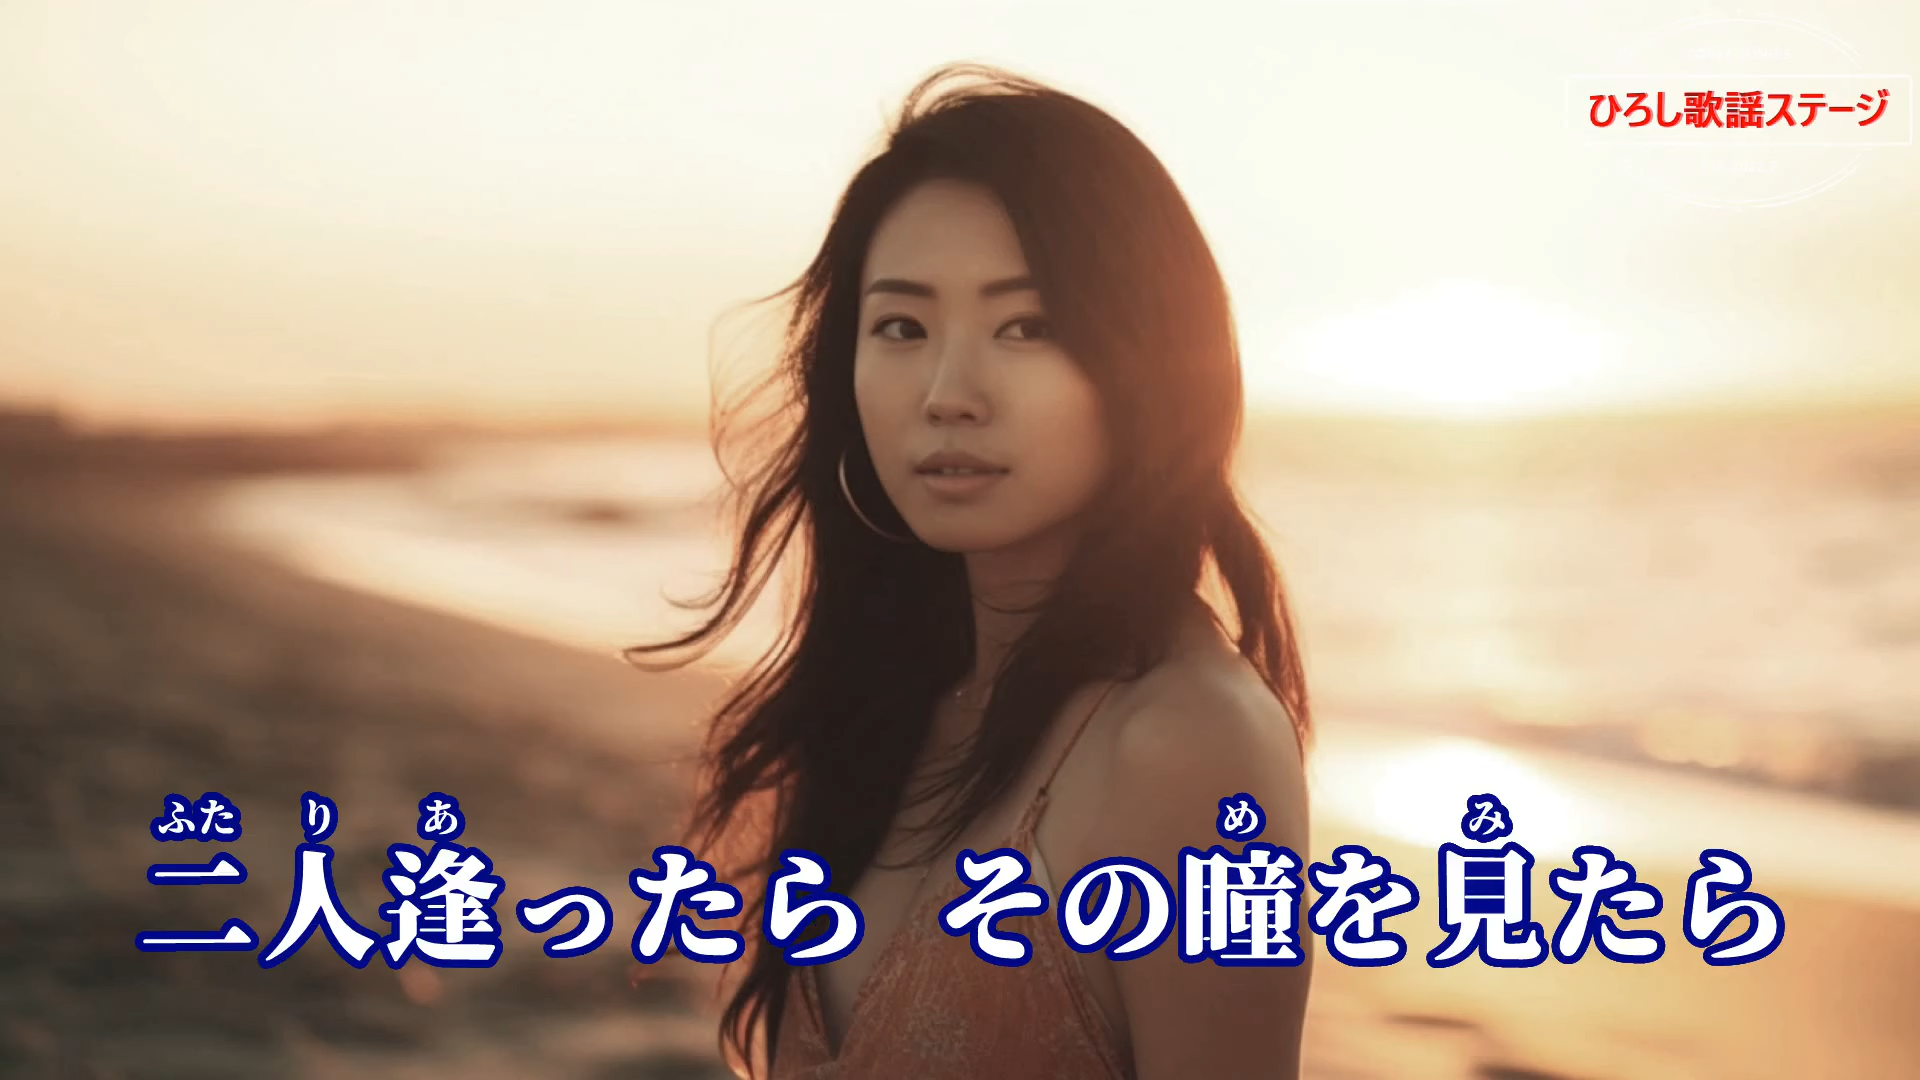 ひろし歌謡ステージ
ふたり あ め み
二人逢ったら その瞳を見たら